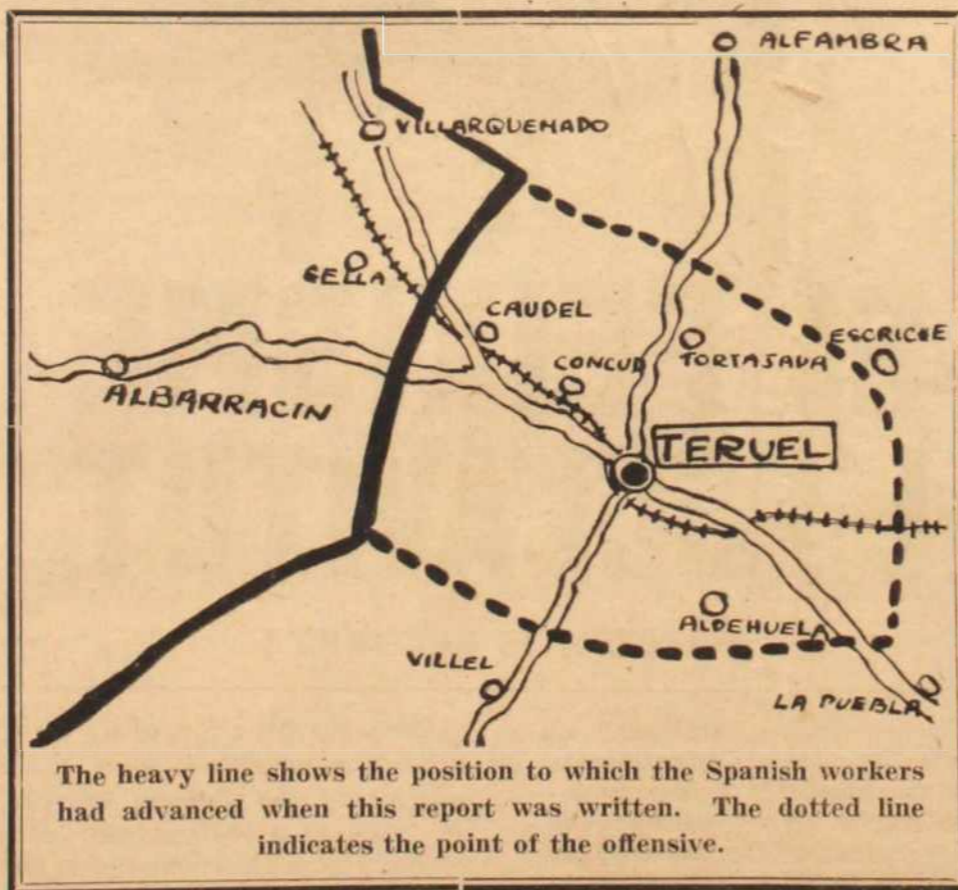 ALFAMBRA
VILLARQUEMADO
CELLA
CAUDEL
ESCRICHE
CONCUD
TORTAJAVA
ALBARRACIN
TERUEL
ALDEHUELA
VILLEL
LA PUEBLA
The heavy line shows the position to which the Spanish workers
had advanced when this report was written. The dotted line
indicates the point of the offensive.